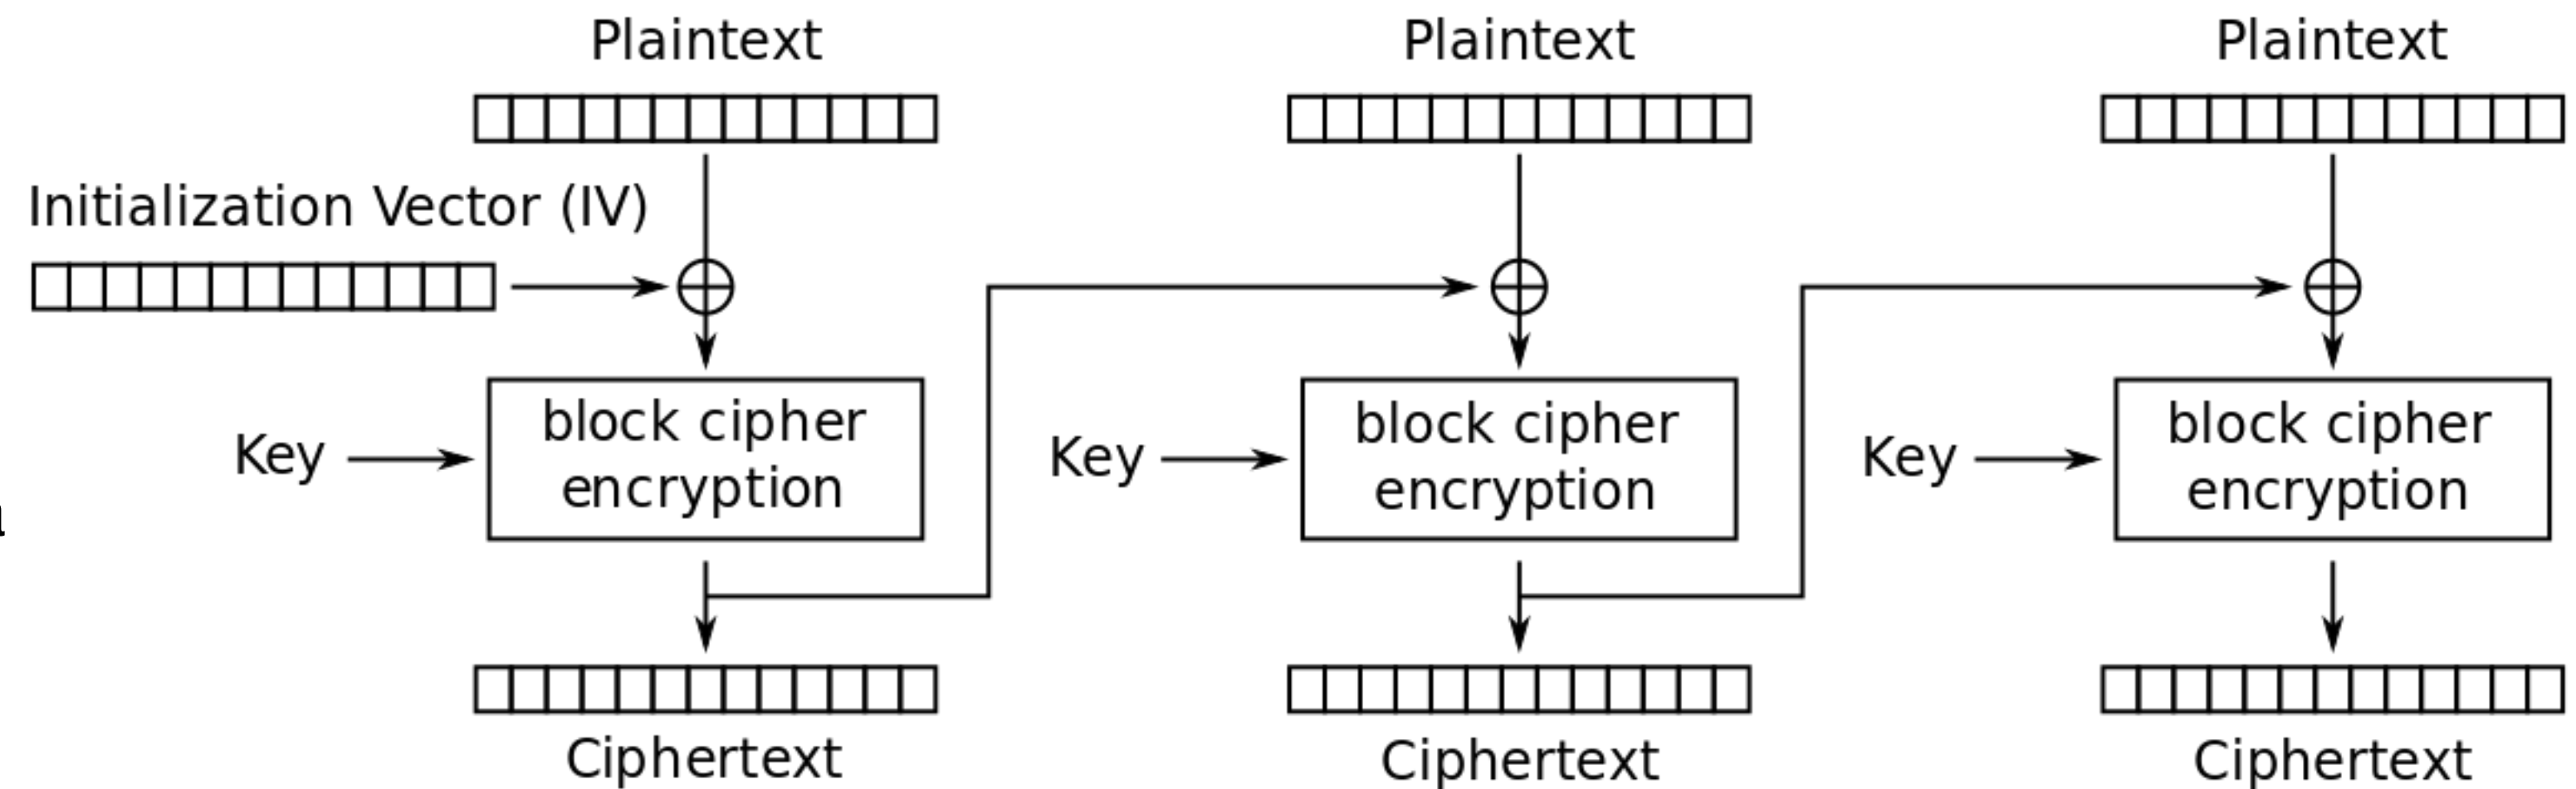 Plaintext
Plaintext
Plaintext
Initialization Vector (IV)
Key
block cipher
encryption
Key
block cipher
encryption
Key
block cipher
encryption
Ciphertext
Ciphertext
Ciphertext